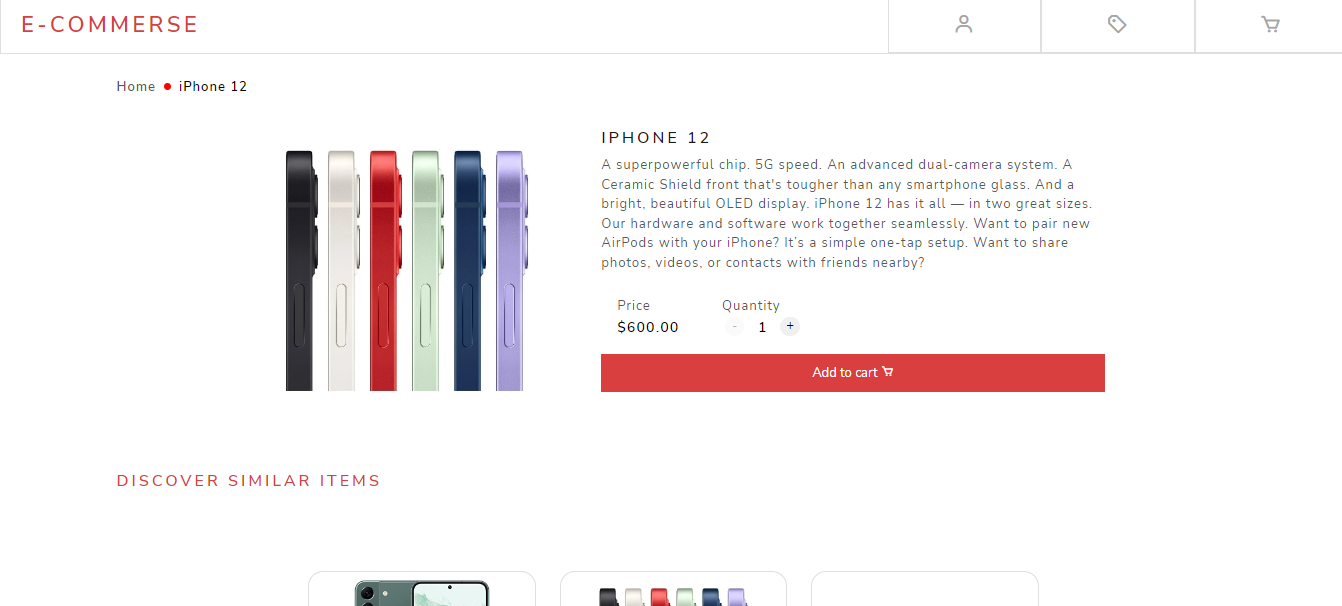 E-COMMERSE
Home iPhone 12
IPHONE 12
A superpowerful chip. 5G speed. An advanced dual-camera system. A
Ceramic Shield front that's tougher than any smartphone glass. And a
bright, beautiful OLED display. iPhone 12 has it all — in two great sizes.
Our hardware and software work together seamlessly. Want to pair new
AirPods with your iPhone? It's a simple one-tap setup. Want to share
photos, videos, or contacts with friends nearby?
Price Quantity
$600.00 - 1 +
Add to cart
DISCOVER SIMILAR ITEMS